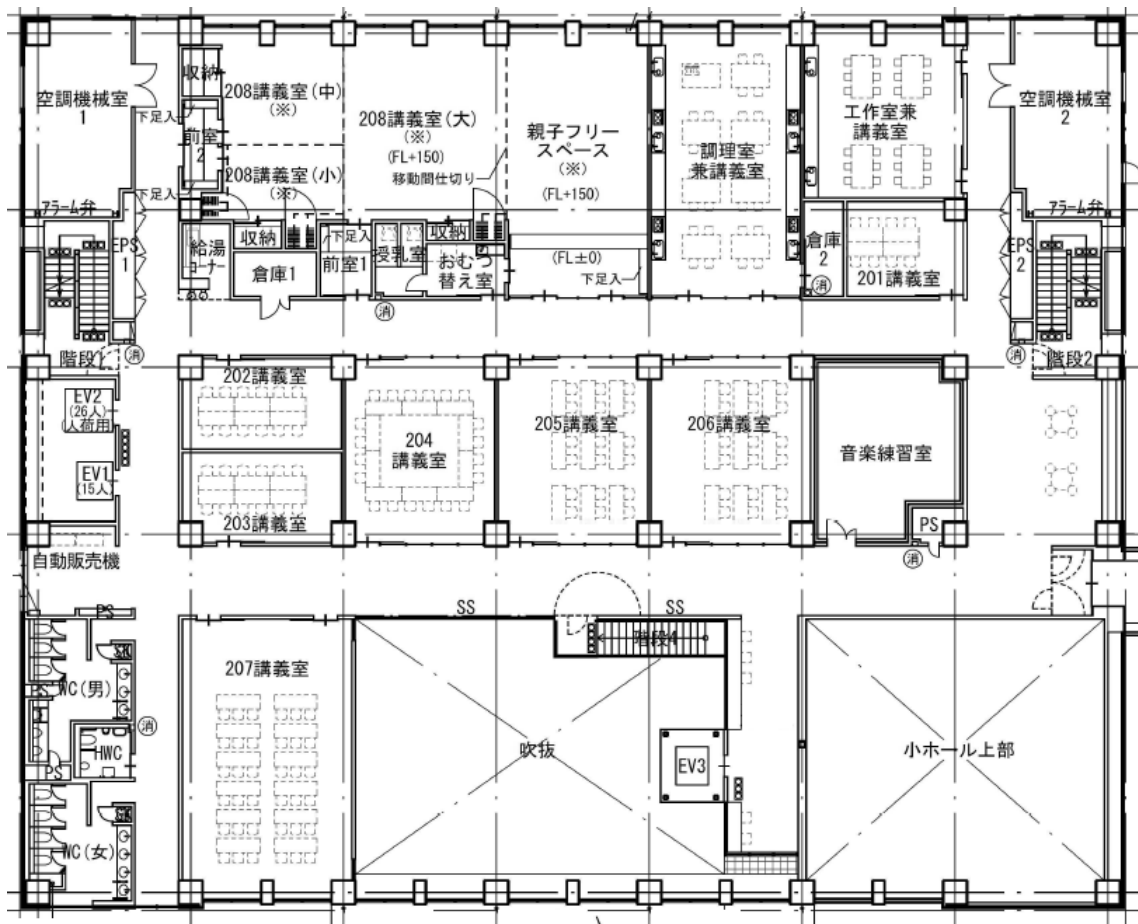 収納
空調機械室
1
下足入
前室
2
下足入
208講義室(中)
(※)
208講義室(小)
(※)
208講義室(大)
(※)
(FL+150)
移動間仕切り
親子フリー
スペース
(※)
(FL+150)
調理室
兼講義室
工作室兼
講義室
空調機械室
2
アラーム弁
EPS
1
給湯
コーナー
収納
倉庫1
下足入
前室1
授乳室
収納
おむつ
替え室
(FL±0)
下足入
倉庫
2
消
201講義室
アラーム弁
EPS
2
消
階段1
消
消
階段2
EV2
(26人)
人荷用
EV1
(15人)
202講義室
203講義室
204
講義室
205講義室
206講義室
音楽練習室
PS
消
自動販売機
PS
SS
SS
階段4
SK
WC(男)
PS
消
HWC
PS
SK
WC(女)
207講義室
吹抜
EV3
小ホール上部